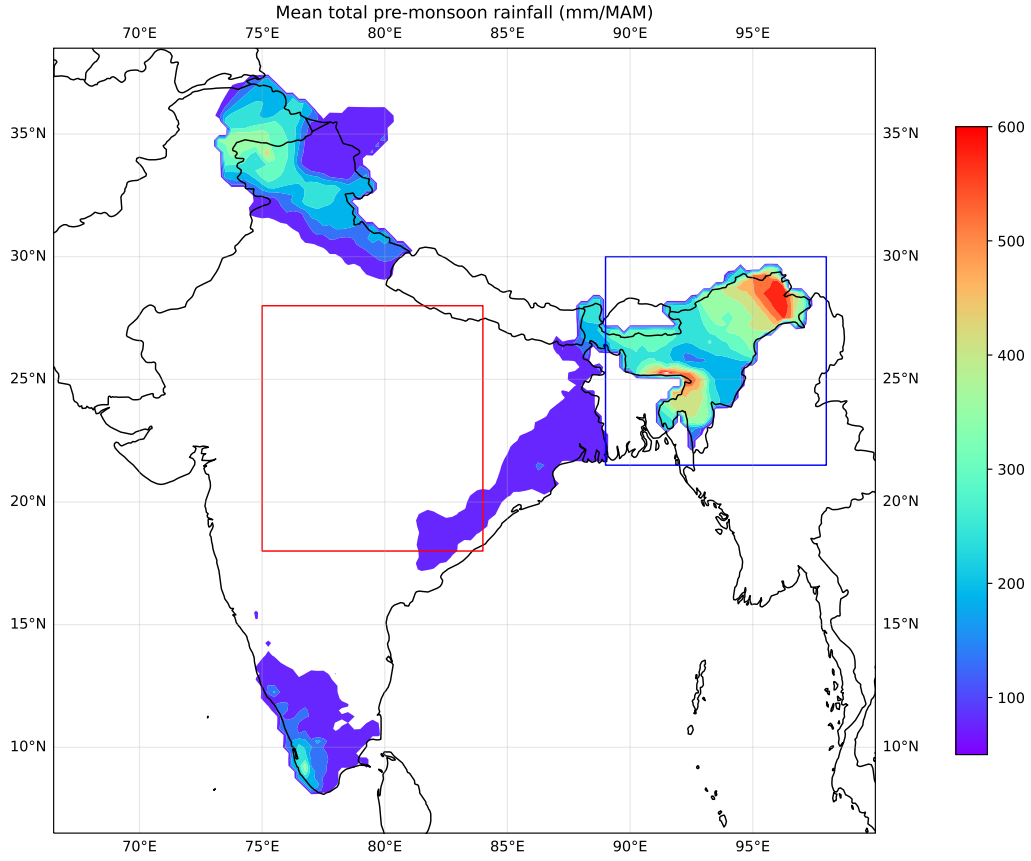 Mean total pre-monsoon rainfall (mm/MAM)
70°E 75°E 80°E 85°E 90°E 95°E
35°N 35°N
30°N 30°N
25°N 25°N
20°N 20°N
15°N 15°N
10°N 10°N
70°E 75°E 80°E 85°E 90°E 95°E
600
500
400
300
200
100